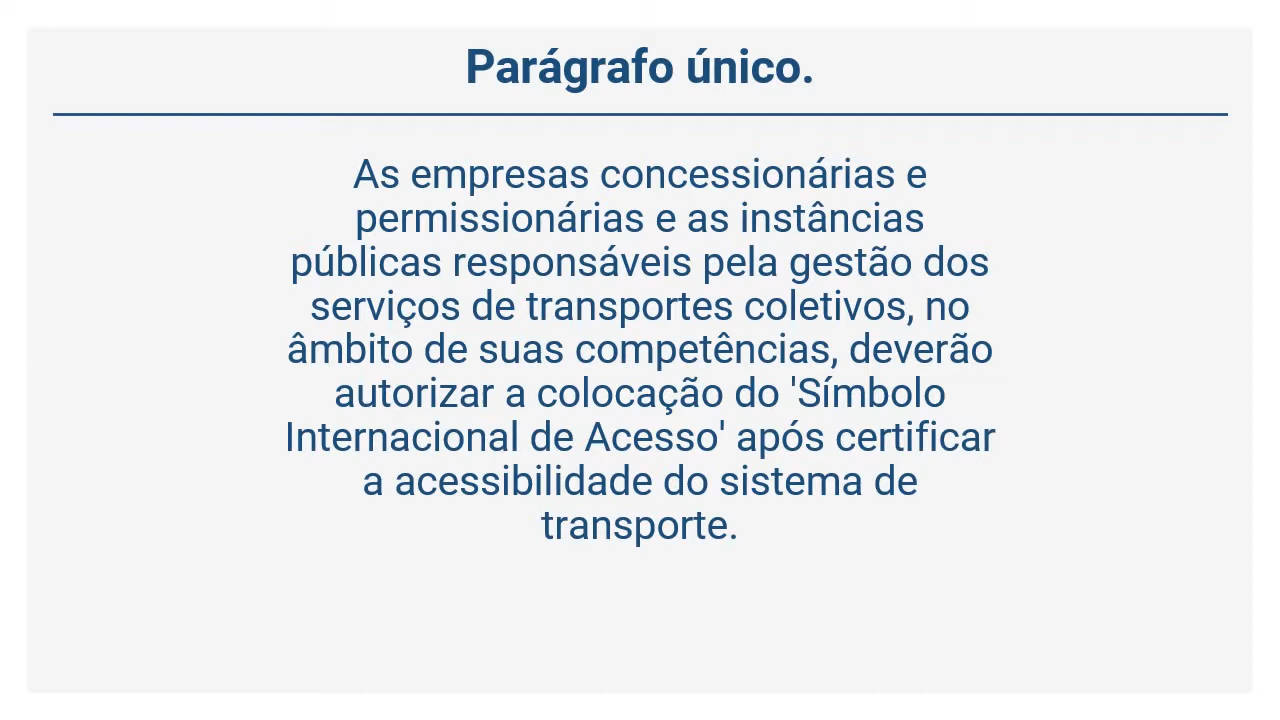 Parágrafo único.
As empresas concessionárias e
permissionárias e as instâncias
públicas responsáveis pela gestão dos
serviços de transportes coletivos, no
âmbito de suas competências, deverão
autorizar a colocação do 'Símbolo
Internacional de Acesso' após certificar
a acessibilidade do sistema de
transporte.